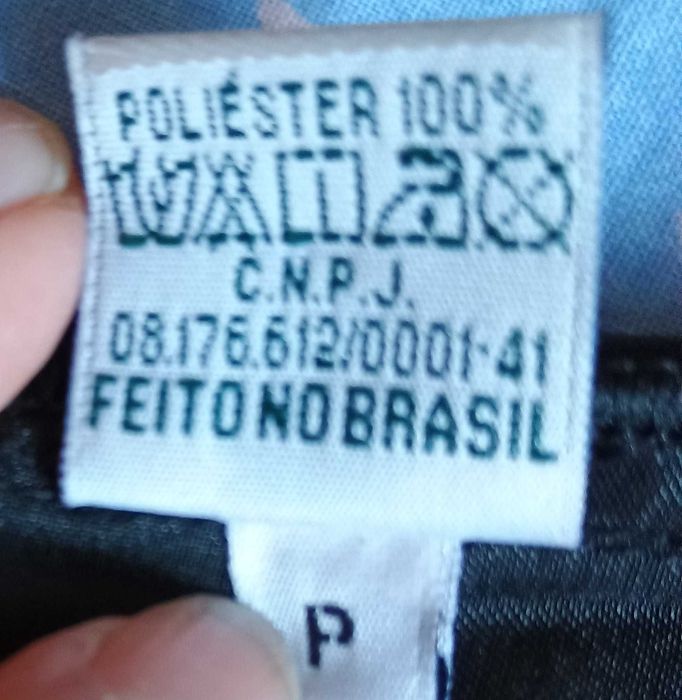 POLIÉSTER 100%
C.N.P.J.
08.176.612/0001-41
FEITO NO BRASIL
P